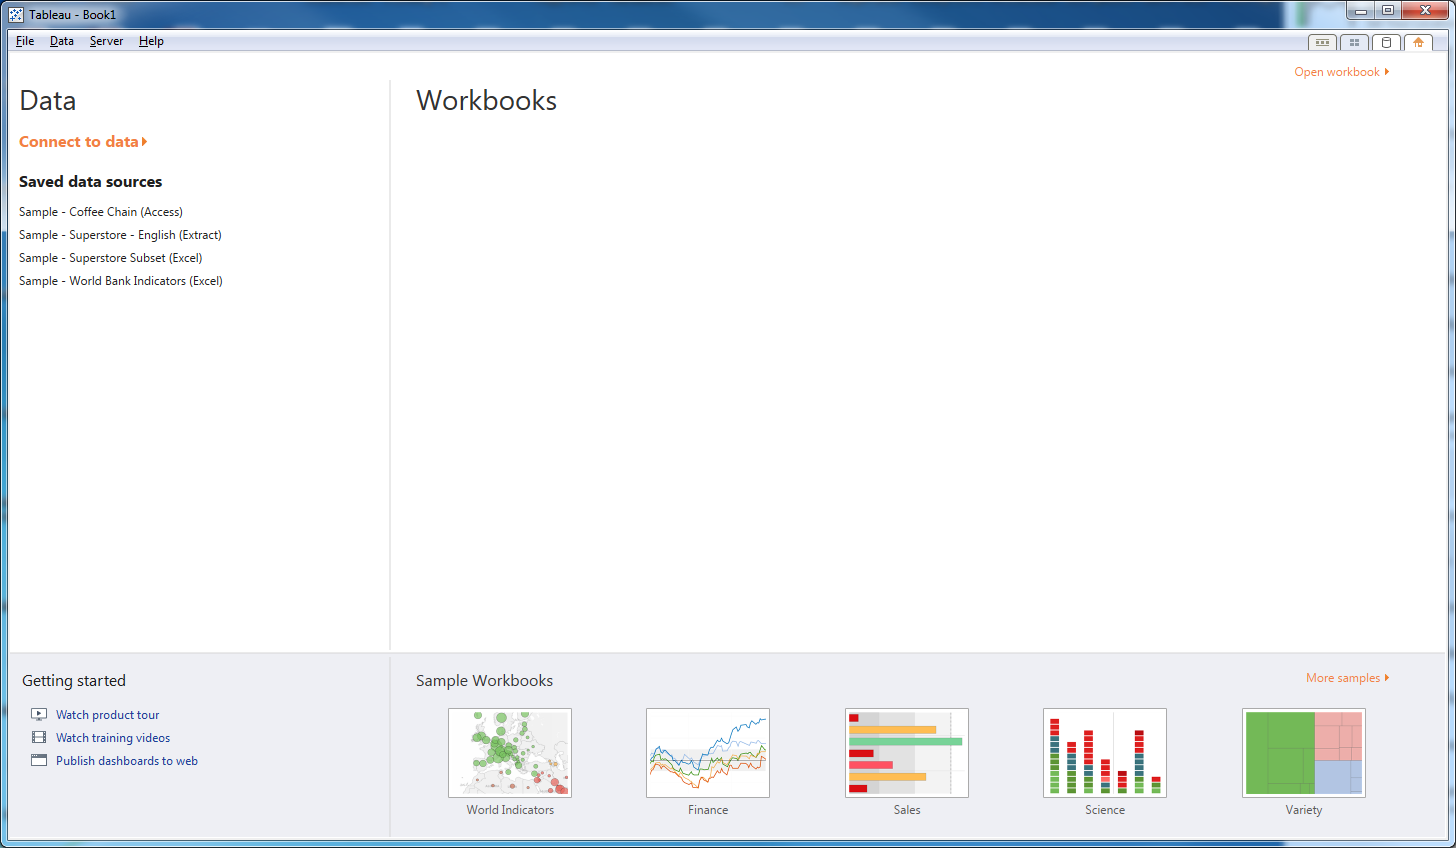 Tableau - Book1
File Data Server Help
Open workbook
Data
Connect to data
Saved data sources
Sample - Coffee Chain (Access)
Sample - Superstore - English (Extract)
Sample - Superstore Subset (Excel)
Sample - World Bank Indicators (Excel)
Workbooks
Getting started
Watch product tour
Watch training videos
Publish dashboards to web
Sample Workbooks
More samples
World Indicators
Finance
Sales
Science
Variety